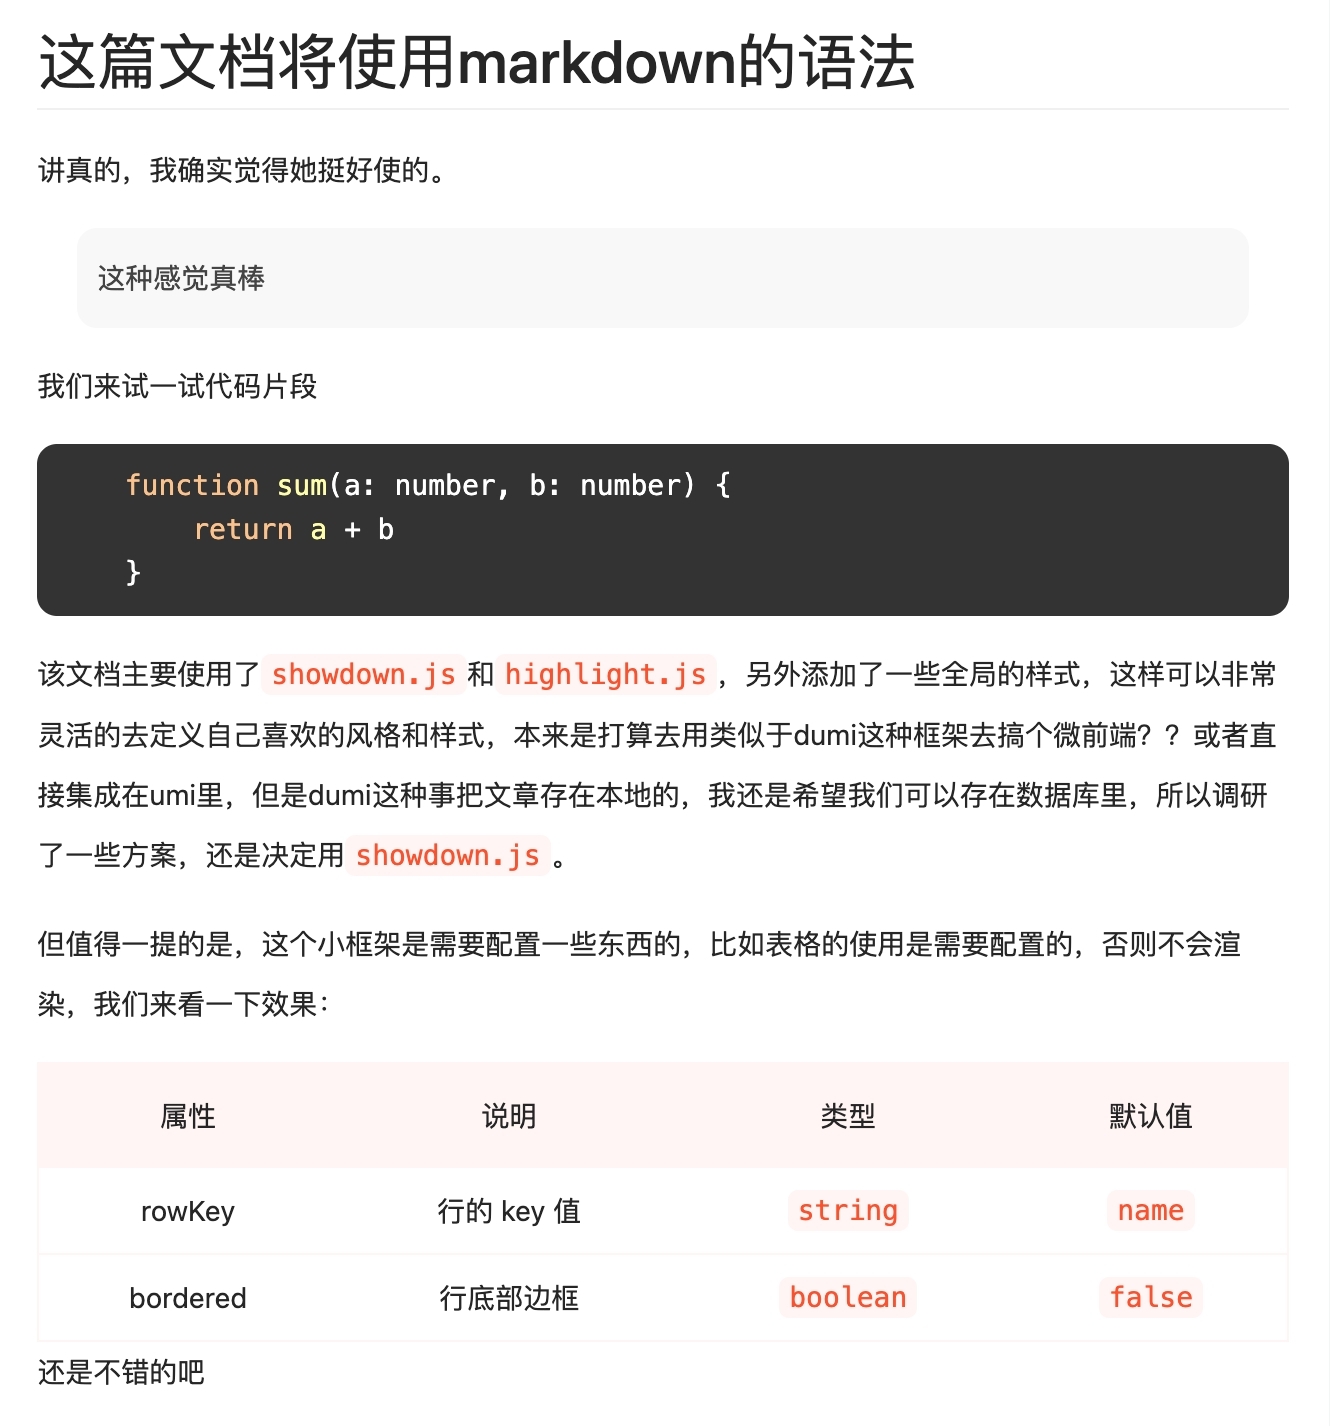 这篇文档将使用markdown的语法
讲真的，我确实觉得她挺好使的。
这种感觉真棒
我们来试一试代码片段
function sum(a: number, b: number) {
    return a + b
}
该文档主要使用了 showdown.js 和 highlight.js ，另外添加了一些全局的样式，这样可以非常
灵活的去定义自己喜欢的风格和样式，本来是打算去用类似于dumi这种框架去搞个微前端？？或者直
接集成在umi里，但是dumi这种事把文章存在本地的，我还是希望我们可以存在数据库里，所以调研
了一些方案，还是决定用 showdown.js 。
但值得一提的是，这个小框架是需要配置一些东西的，比如表格的使用是需要配置的，否则不会渲
染，我们来看一下效果：
属性 说明 类型 默认值
rowKey 行的 key 值 string name
bordered 行底部边框 boolean false
还是不错的吧